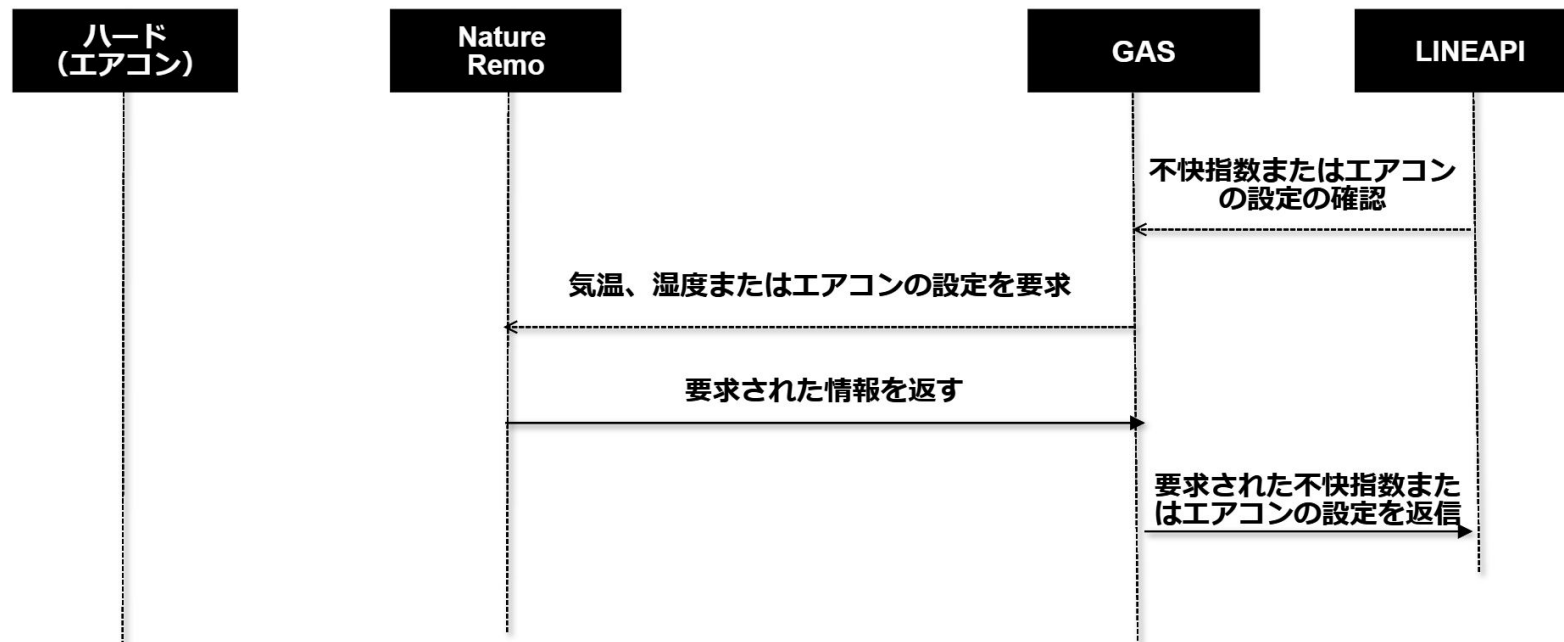 ハード
（エアコン）
Nature
Remo
GAS
LINEAPI
不快指数またはエアコン
の設定の確認
気温、湿度またはエアコンの設定を要求
要求された情報を返す
要求された不快指数また
はエアコンの設定を返信